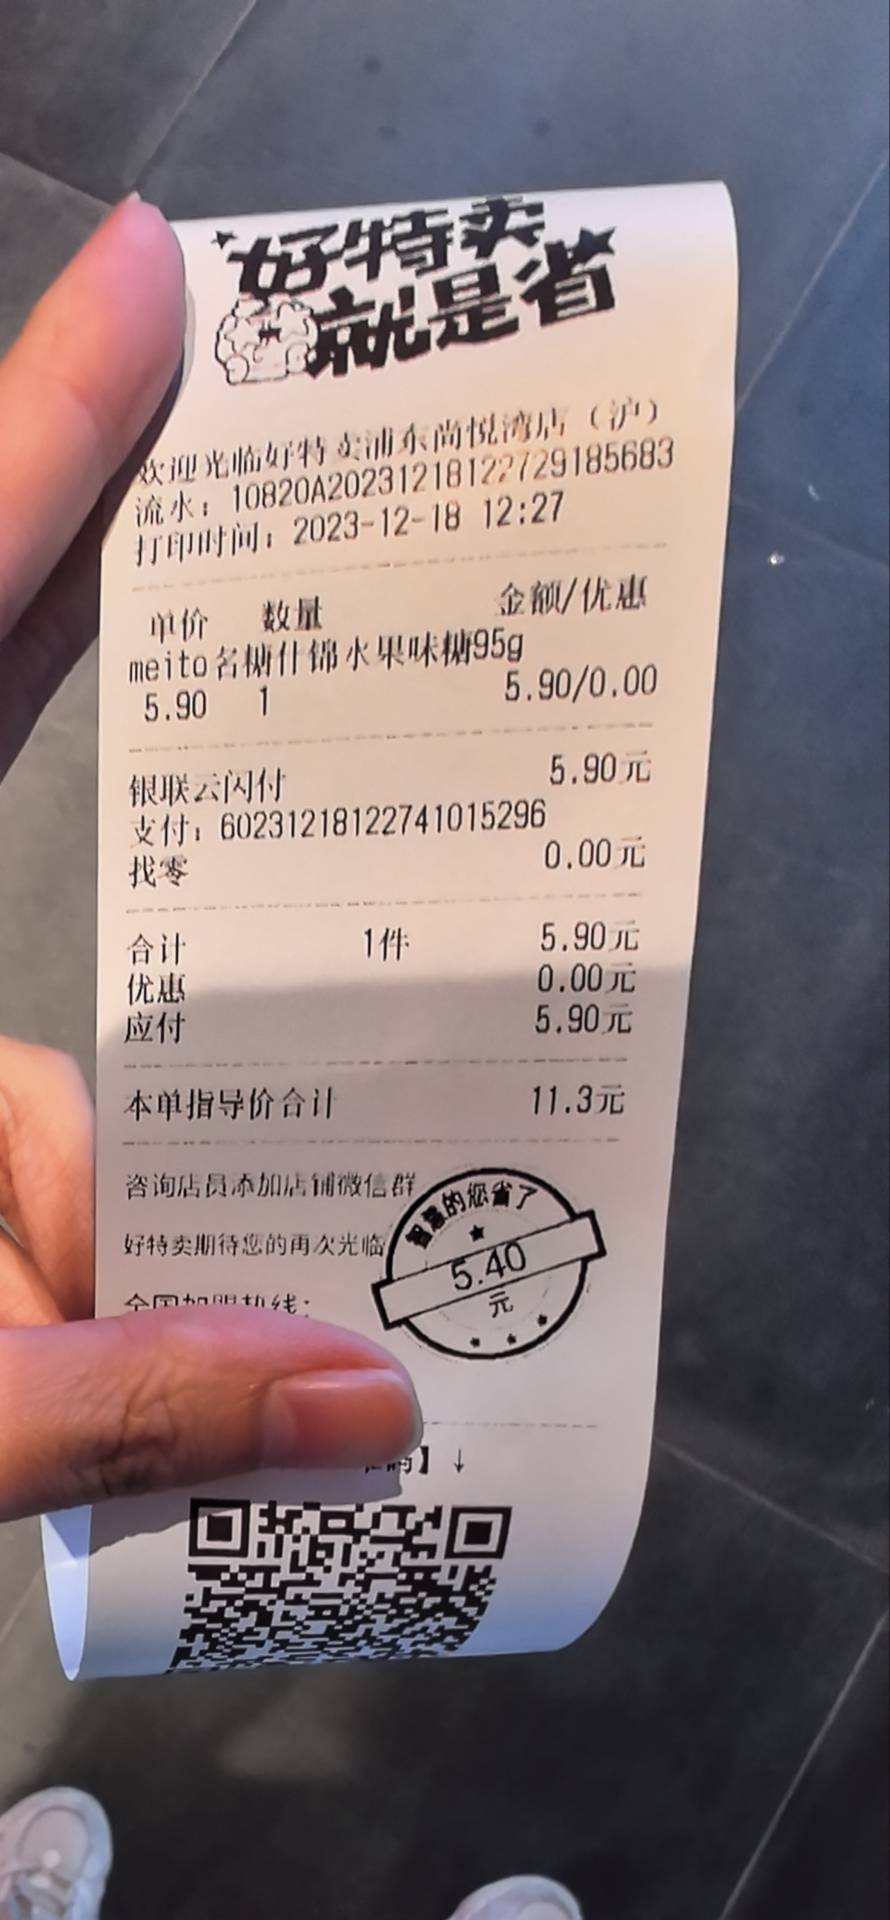 好特卖
就是省
欢迎光临好特卖浦东尚悦湾店（沪）
流水：10820A20231218122729185683
打印时间：2023-12-18 12:27
单价 数量 金额/优惠
meito名糖什锦水果味糖95g
5.90 1 5.90/0.00
银联云闪付 5.90元
支付：60231218122741015296
找零 0.00元
合计 1件 5.90元
优惠 0.00元
应付 5.90元
本单指导价合计 11.3元
咨询店员添加店铺微信群
好特卖期待您的再次光临
全国加盟热线：
智慧的您省了
5.40
元
码】↓